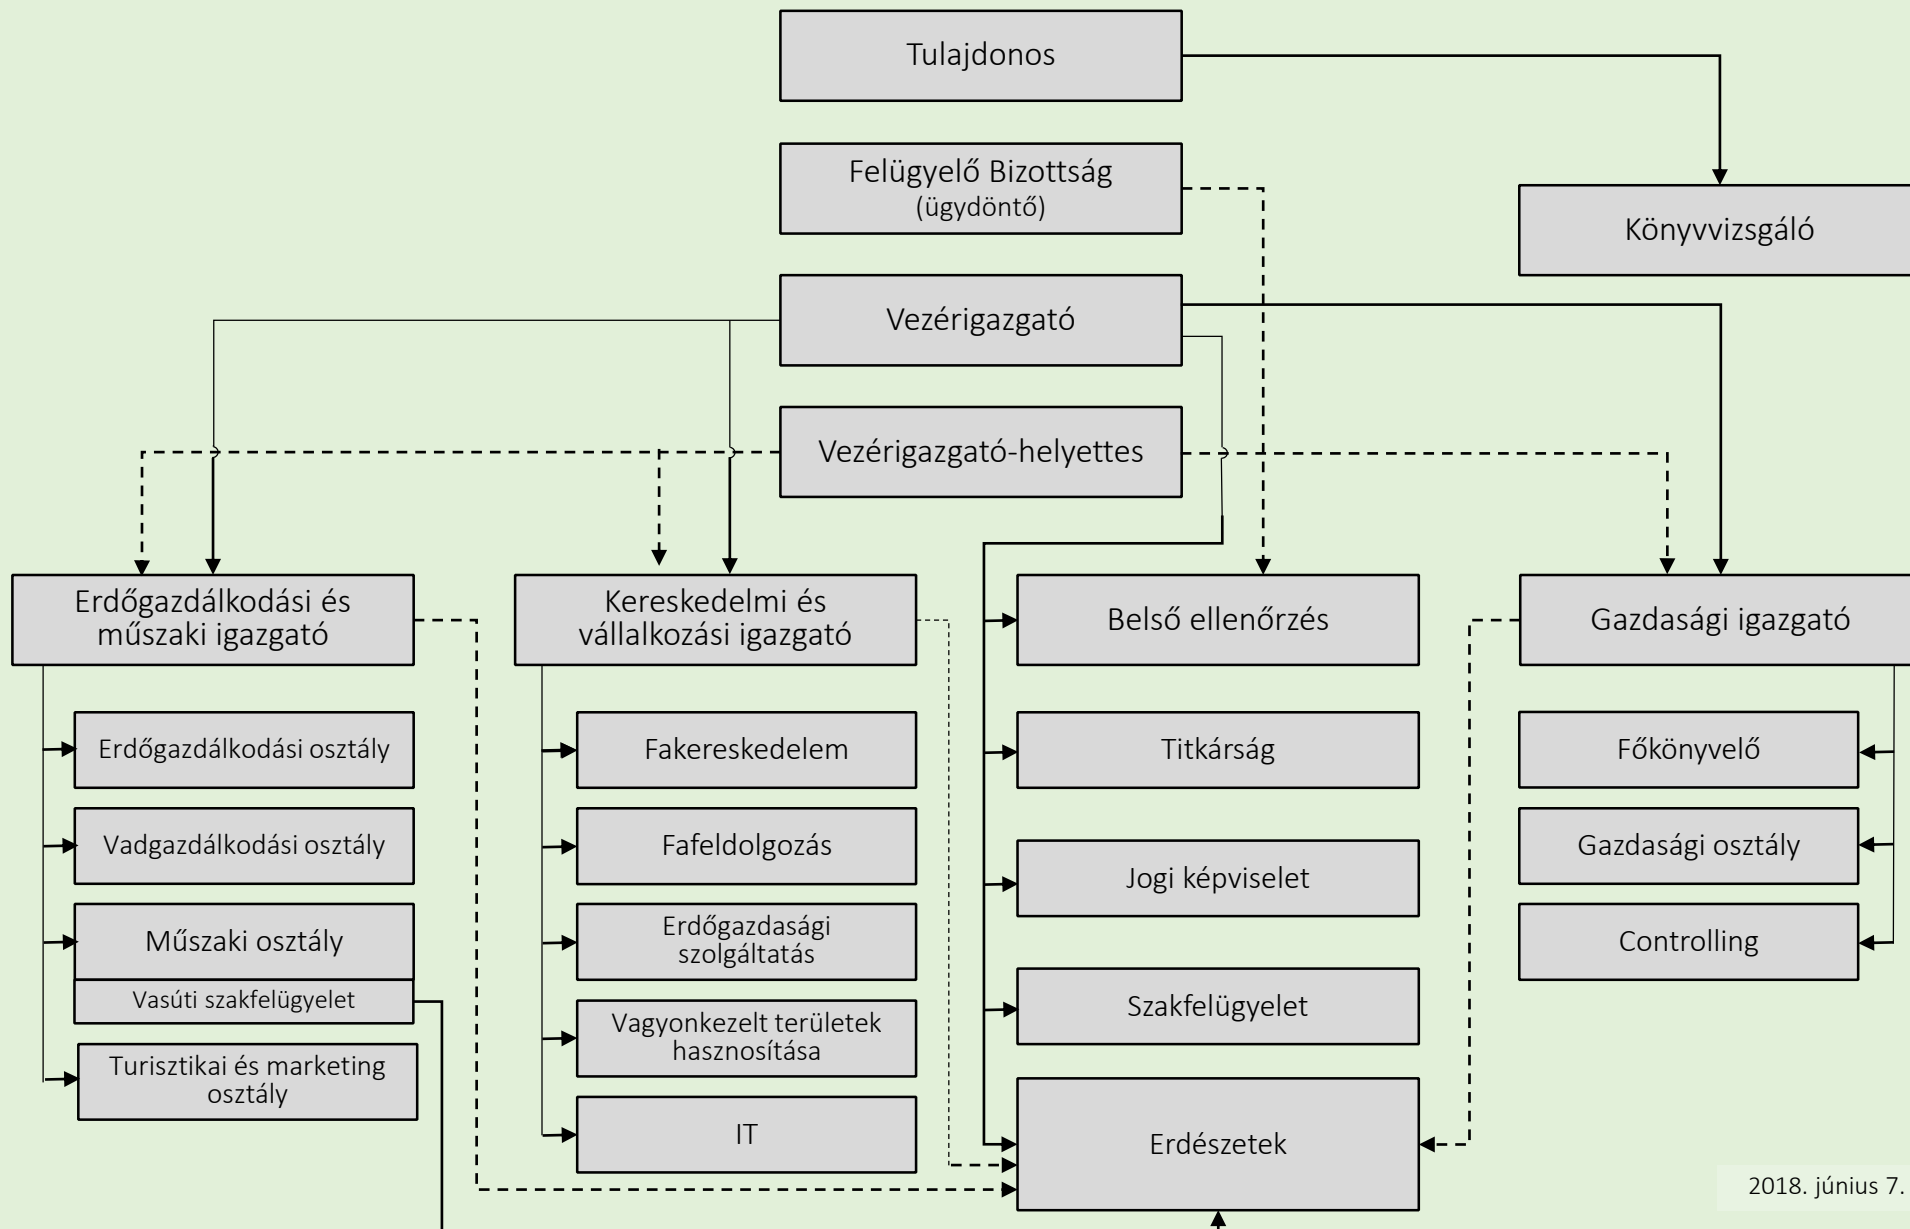 Tulajdonos
Felügyelő Bizottság
(ügydöntő)
Könyvvizsgáló
Vezérigazgató
Vezérigazgató-helyettes
Erdőgazdálkodási és
műszaki igazgató
Kereskedelmi és
vállalkozási igazgató
Belső ellenőrzés
Gazdasági igazgató
Erdőgazdálkodási osztály
Vadgazdálkodási osztály
Műszaki osztály
Vasúti szakfelügyelet
Turisztikai és marketing
osztály
Fakereskedelem
Fafeldolgozás
Erdőgazdasági
szolgáltatás
Vagyonkezelt területek
hasznosítása
IT
Titkárság
Jogi képviselet
Szakfelügyelet
Erdészetek
Főkönyvelő
Gazdasági osztály
Controlling
2018. június 7.